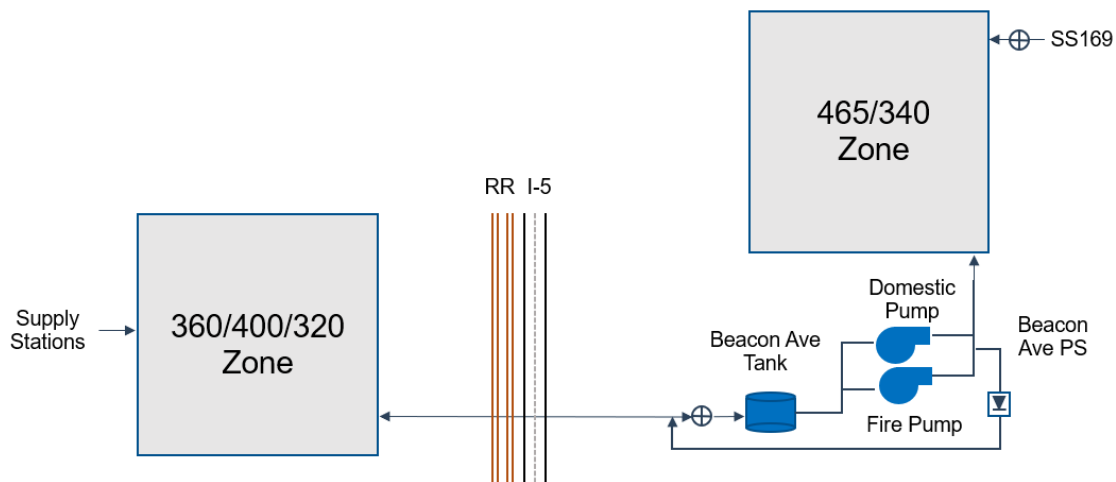 SS169
465/340
Zone
RR I-5
Domestic
Pump
Supply
Stations
360/400/320
Zone
Beacon Ave
Tank
Beacon
Ave PS
Fire Pump